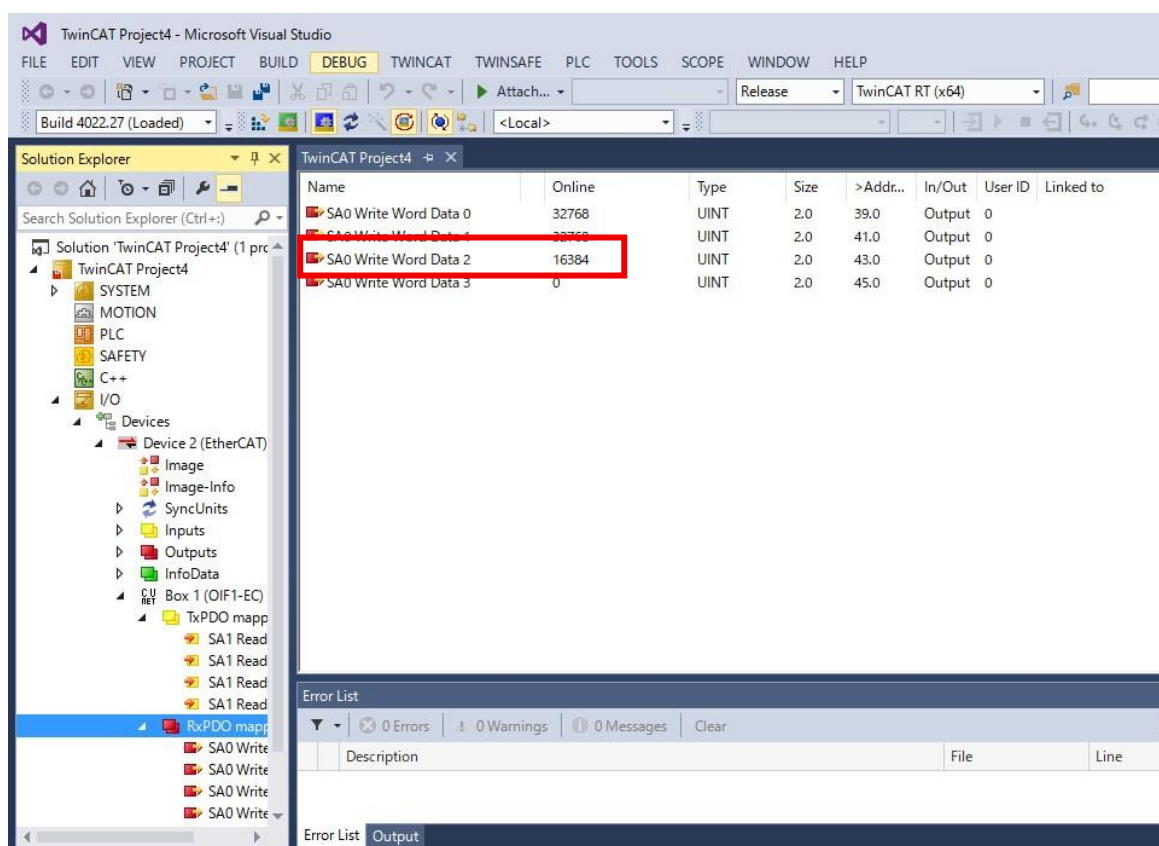 TwinCAT Project4 - Microsoft Visual Studio
FILE EDIT VIEW PROJECT BUILD DEBUG TWINCAT TWINSAFE PLC TOOLS SCOPE WINDOW HELP
Attach... Release TwinCAT RT (x64)
Build 4022.27 (Loaded) <Local>
Solution Explorer
Search Solution Explorer (Ctrl+:)
Solution 'TwinCAT Project4' (1 prc
TwinCAT Project4
SYSTEM
MOTION
PLC
SAFETY
C++
I/O
Devices
Device 2 (EtherCAT)
Image
Image-Info
SyncUnits
Inputs
Outputs
InfoData
Box 1 (OIF1-EC)
TxPDO mapp
SA1 Read
SA1 Read
SA1 Read
SA1 Read
RxPDO mapp
SA0 Write
SA0 Write
SA0 Write
SA0 Write
TwinCAT Project4
Name Online Type Size >Addr... In/Out User ID Linked to
SA0 Write Word Data 0 32768 UINT 2.0 39.0 Output 0
SA0 Write Word Data 1 32768 UINT 2.0 41.0 Output 0
SA0 Write Word Data 2 16384 UINT 2.0 43.0 Output 0
SA0 Write Word Data 3 0 UINT 2.0 45.0 Output 0
Error List
0 Errors 0 Warnings 0 Messages Clear
Description File Line
Error List Output